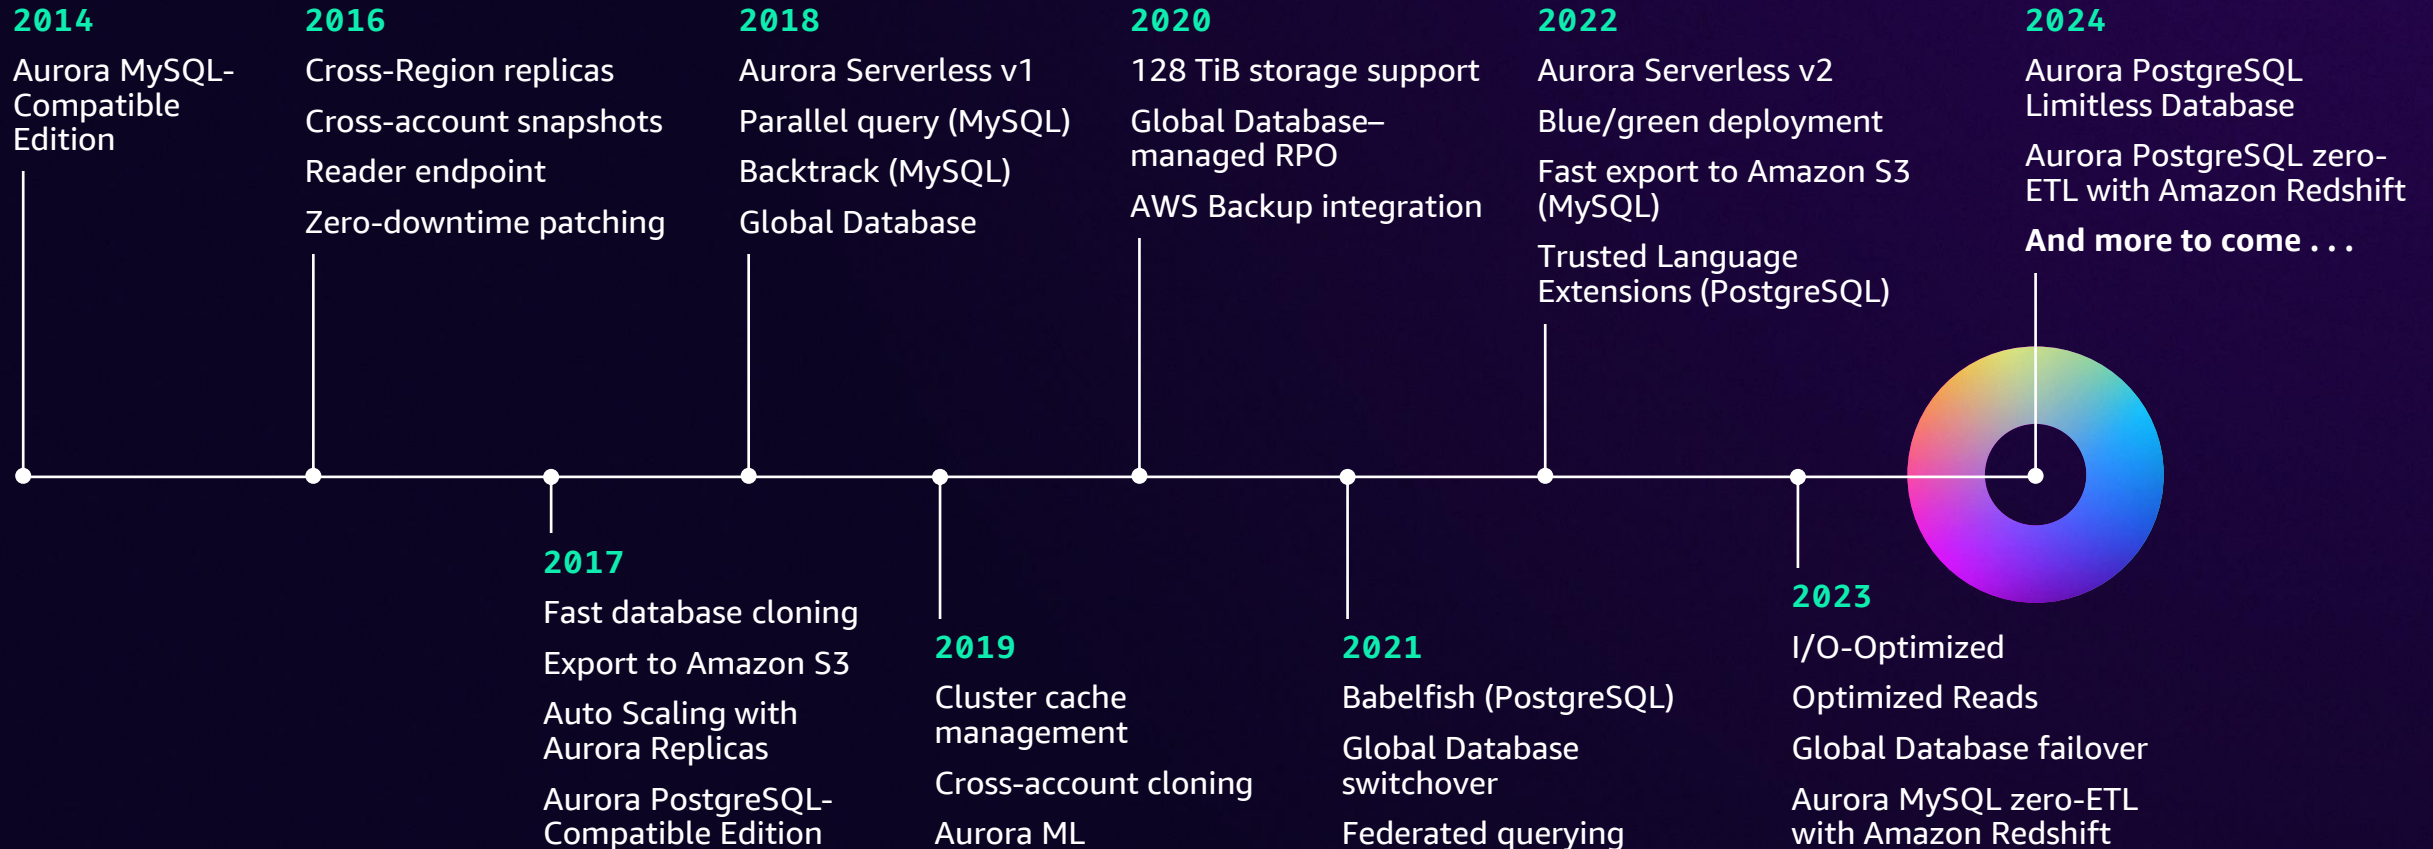 2014
Aurora MySQL-
Compatible
Edition
2016
Cross-Region replicas
Cross-account snapshots
Reader endpoint
Zero-downtime patching
2017
Fast database cloning
Export to Amazon S3
Auto Scaling with
Aurora Replicas
Aurora PostgreSQL-
Compatible Edition
2018
Aurora Serverless v1
Parallel query (MySQL)
Backtrack (MySQL)
Global Database
2019
Cluster cache
management
Cross-account cloning
Aurora ML
2020
128 TiB storage support
Global Database–
managed RPO
AWS Backup integration
2021
Babelfish (PostgreSQL)
Global Database
switchover
Federated querying
2022
Aurora Serverless v2
Blue/green deployment
Fast export to Amazon S3
(MySQL)
Trusted Language
Extensions (PostgreSQL)
2023
I/O-Optimized
Optimized Reads
Global Database failover
Aurora MySQL zero-ETL
with Amazon Redshift
2024
Aurora PostgreSQL
Limitless Database
Aurora PostgreSQL zero-
ETL with Amazon Redshift
And more to come . . .